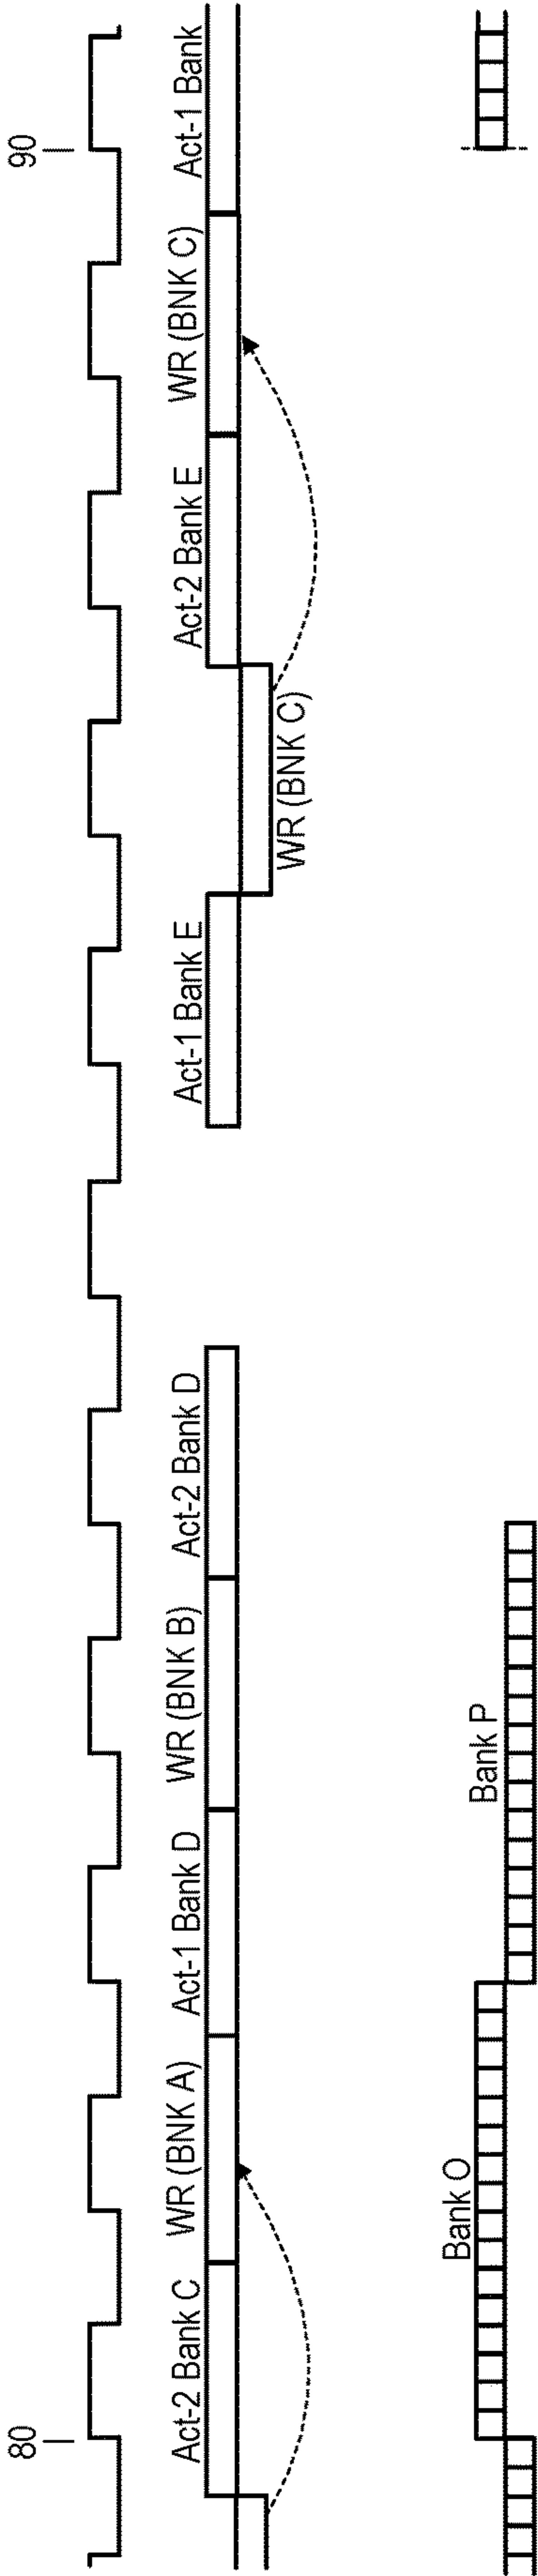 80
90
Act-2 Bank C
WR (BNK A)
Act-1 Bank D
WR (BNK B)
Act-2 Bank D
Act-1 Bank E
Act-2 Bank E
WR (BNK C)
Act-1 Bank
WR (BNK C)
Bank O
Bank P